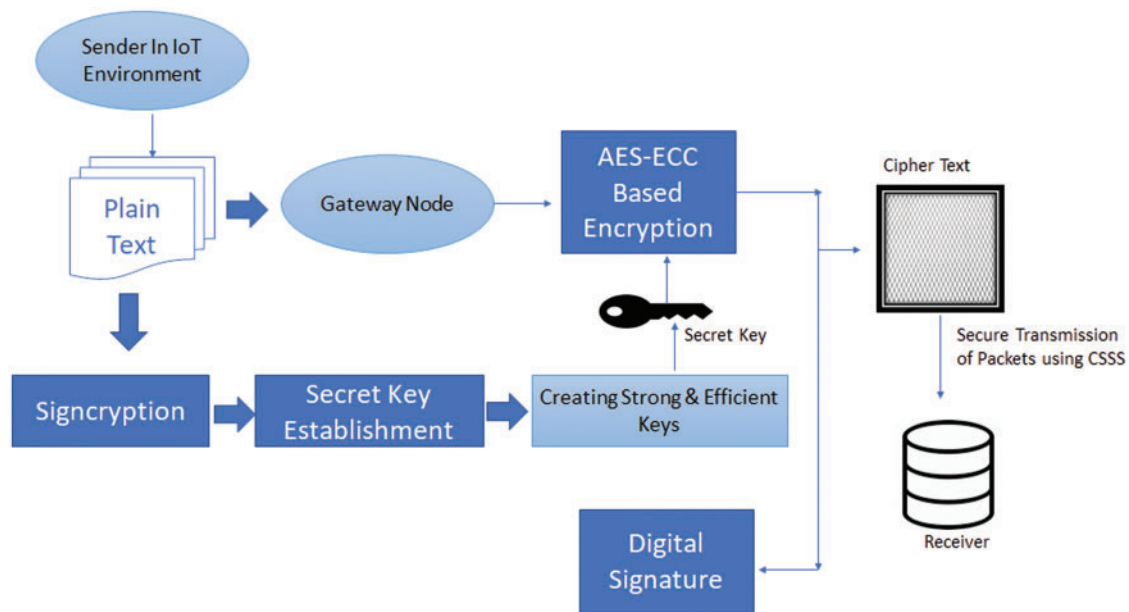 Sender In IoT
Environment
Plain
Text
Gateway Node
AES-ECC
Based
Encryption
Cipher Text
Secret Key
Secure Transmission
of Packets using CSSS
Signcryption
Secret Key
Establishment
Creating Strong & Efficient
Keys
Receiver
Digital
Signature